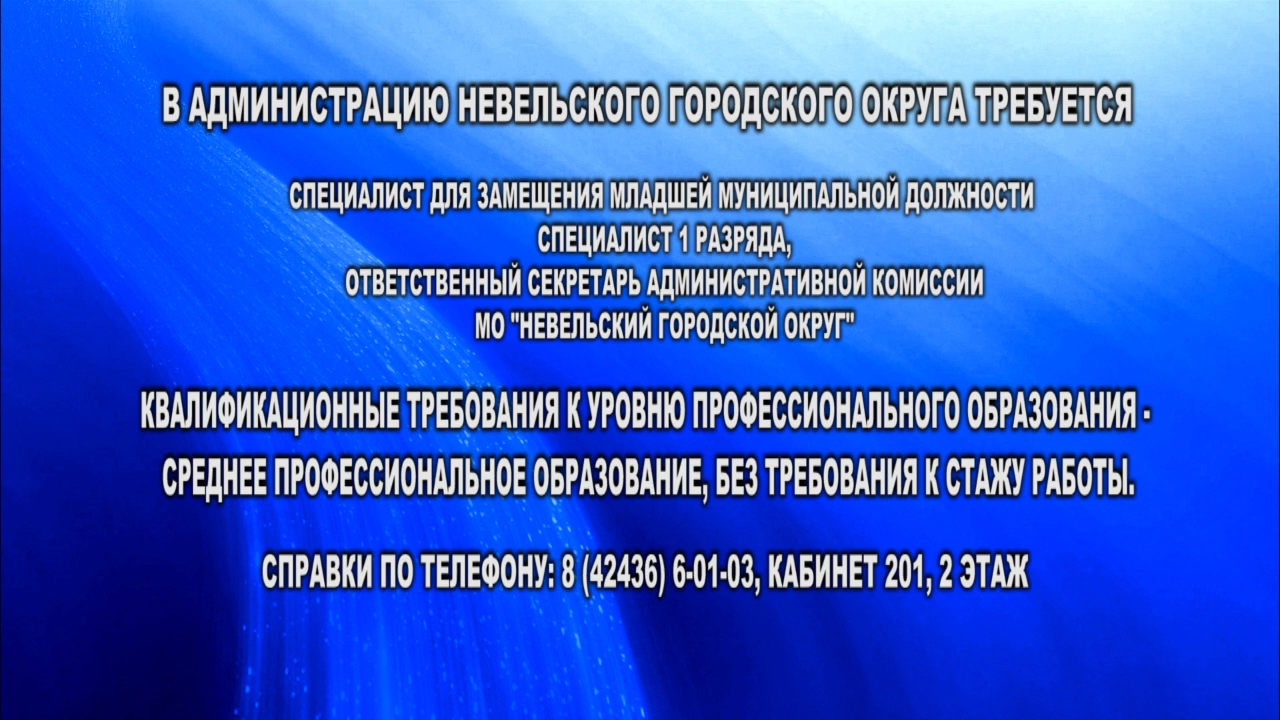 В АДМИНИСТРАЦИЮ НЕВЕЛЬСКОГО ГОРОДСКОГО ОКРУГА ТРЕБУЕТСЯ
СПЕЦИАЛИСТ ДЛЯ ЗАМЕЩЕНИЯ МЛАДШЕЙ МУНИЦИПАЛЬНОЙ ДОЛЖНОСТИ
СПЕЦИАЛИСТ 1 РАЗРЯДА,
ОТВЕТСТВЕННЫЙ СЕКРЕТАРЬ АДМИНИСТРАТИВНОЙ КОМИССИИ
МО "НЕВЕЛЬСКИЙ ГОРОДСКОЙ ОКРУГ"
КВАЛИФИКАЦИОННЫЕ ТРЕБОВАНИЯ К УРОВНЮ ПРОФЕССИОНАЛЬНОГО ОБРАЗОВАНИЯ -
СРЕДНЕЕ ПРОФЕССИОНАЛЬНОЕ ОБРАЗОВАНИЕ, БЕЗ ТРЕБОВАНИЯ К СТАЖУ РАБОТЫ.
СПРАВКИ ПО ТЕЛЕФОНУ: 8 (42436) 6-01-03, КАБИНЕТ 201, 2 ЭТАЖ